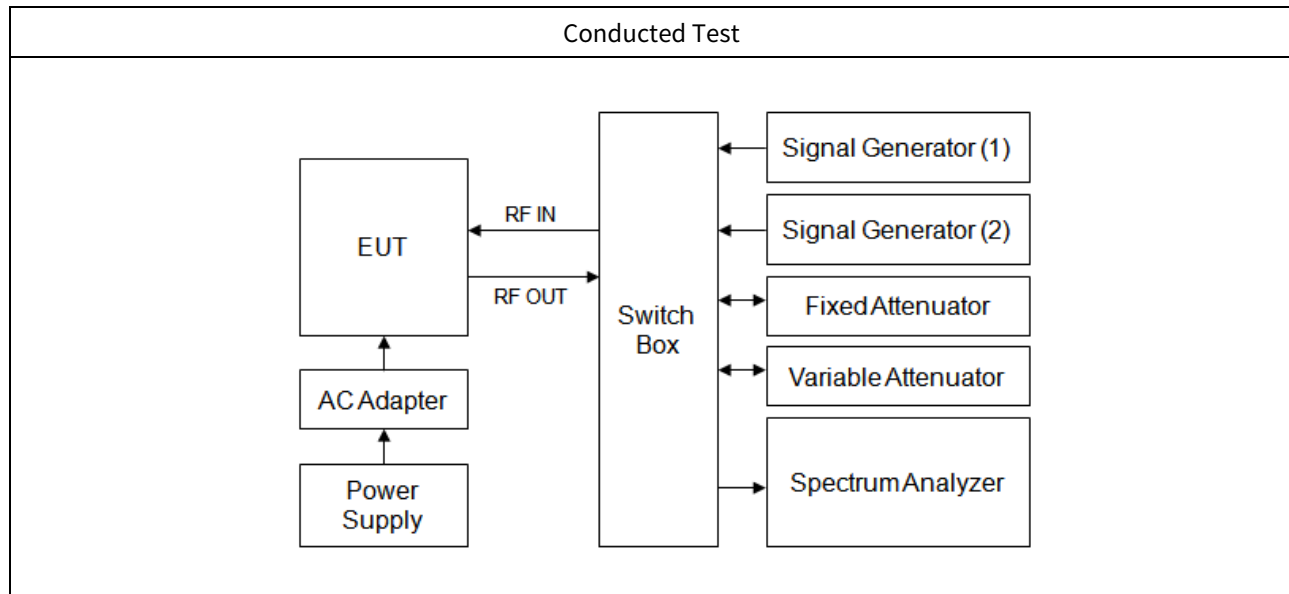 Conducted Test
EUT
RF IN
RF OUT
AC Adapter
Power
Supply
Switch
Box
Signal Generator (1)
Signal Generator (2)
Fixed Attenuator
Variable Attenuator
Spectrum Analyzer